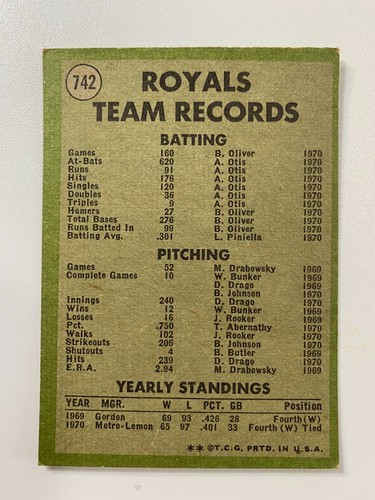 742
ROYALS
TEAM RECORDS
BATTING
Games 160 B. Oliver 1970
At-Bats 620 A. Otis 1970
Runs 91 A. Otis 1970
Hits 176 A. Otis 1970
Singles 120 A. Otis 1970
Doubles 36 A. Otis 1970
Triples 9 A. Otis 1970
Homers 27 B. Oliver 1970
Total Bases 276 B. Oliver 1970
Runs Batted In 99 B. Oliver 1970
Batting Avg. .301 L. Piniella 1970
PITCHING
Games 52 M. Drabowsky 1969
Complete Games 10 W. Bunker 1969
D. Drago 1969
B. Johnson 1970
Innings 240 D. Drago 1970
Wins 12 W. Bunker 1969
Losses 16 J. Rooker 1969
Pct. .750 T. Abernathy 1970
Walks 102 J. Rooker 1970
Strikeouts 206 B. Johnson 1970
Shutouts 4 B. Butler 1969
Hits 239 D. Drago 1970
E.R.A. 2.94 M. Drabowsky 1969
YEARLY STANDINGS
YEAR MGR. W L PCT. GB Position
1969 Gordon 69 93 .426 28 Fourth (W)
1970 Metro-Lemon 65 97 .401 33 Fourth (W) Tied
** © T.C.G. PRTD. IN U.S.A.